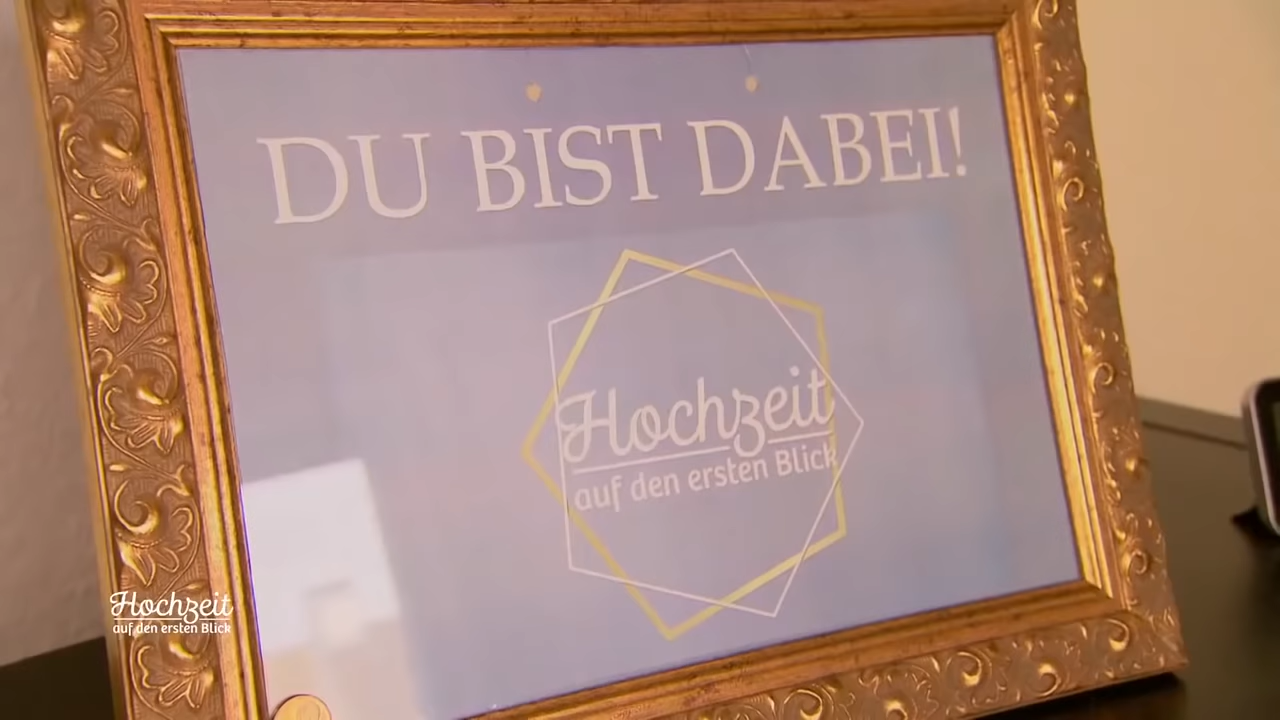 DU BIST DABEI!
Hochzeit
auf den ersten Blick
Hochzeit
auf den ersten Blick